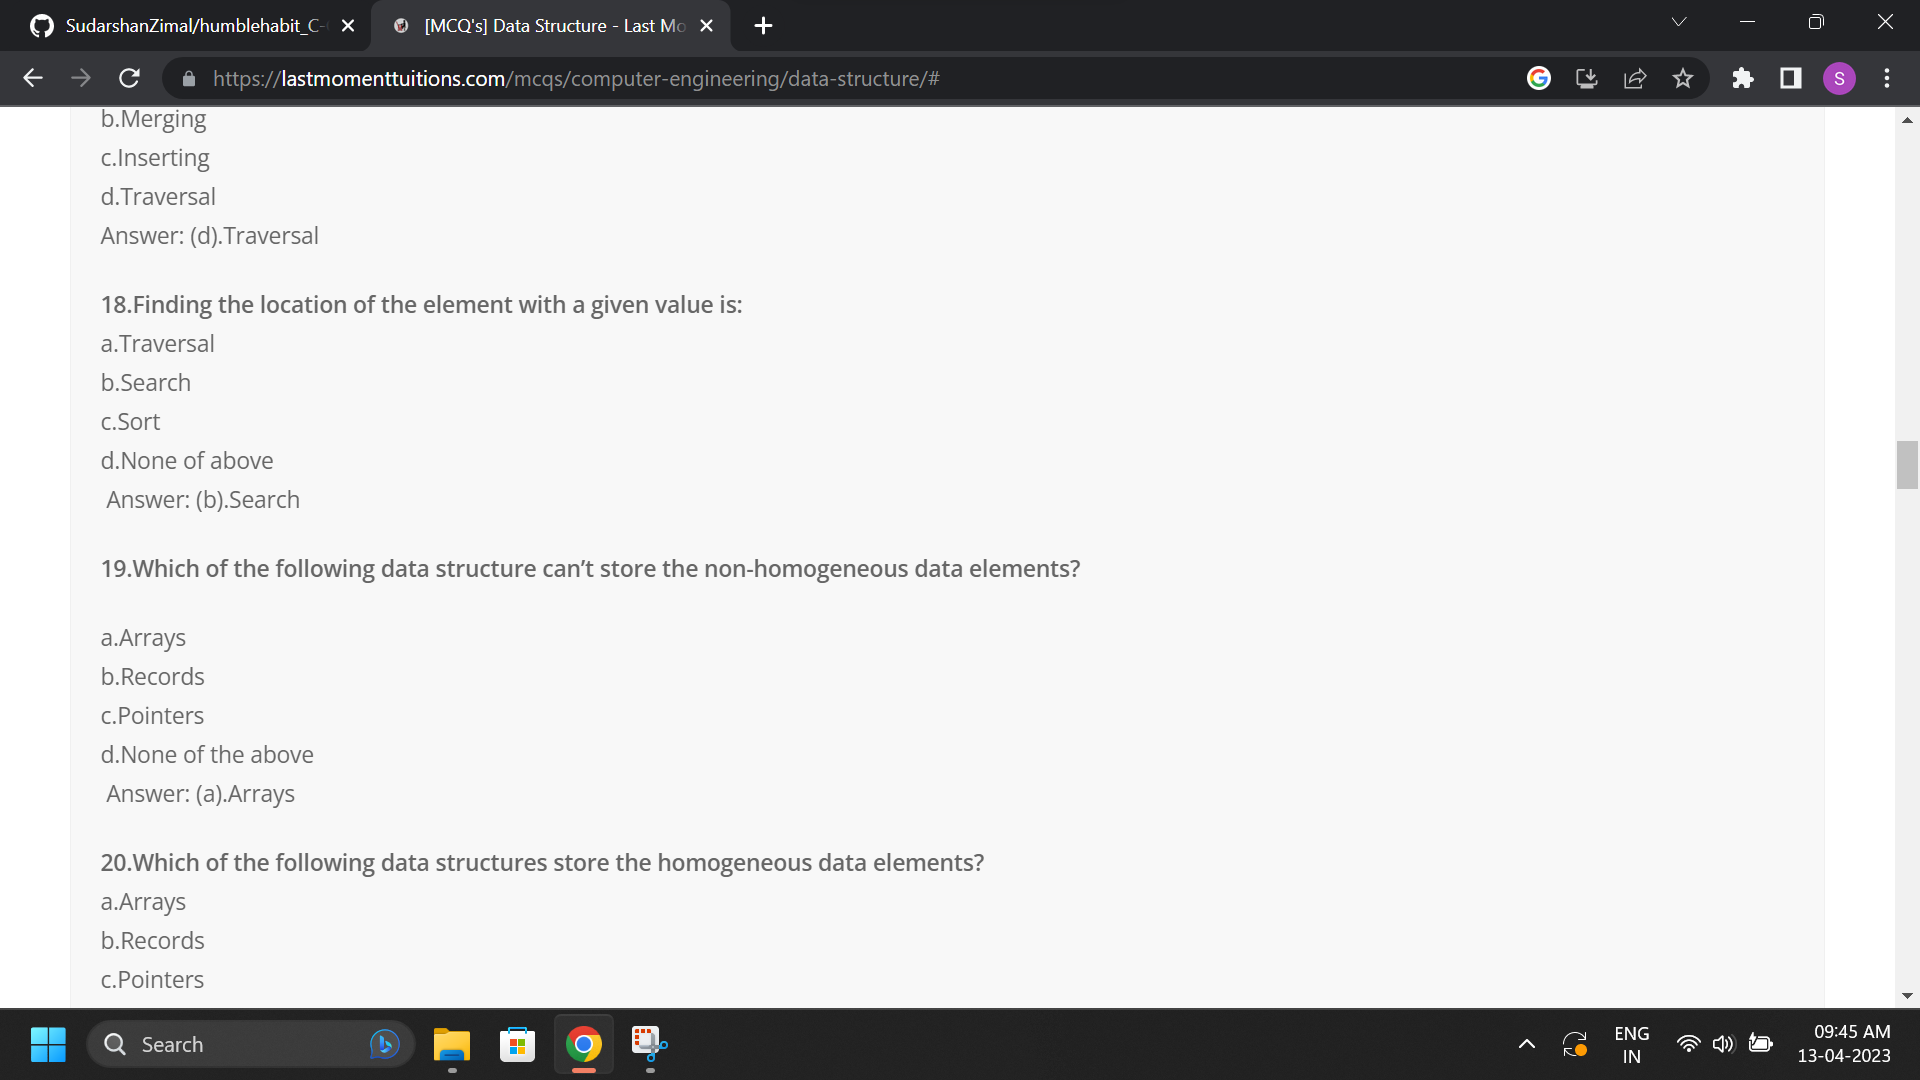 SudarshanZimal/humblehabit_C-
[MCQ's] Data Structure - Last Mo
https://lastmomenttuitions.com/mcqs/computer-engineering/data-structure/#
S
b.Merging
c.Inserting
d.Traversal
Answer: (d).Traversal
18.Finding the location of the element with a given value is:
a.Traversal
b.Search
c.Sort
d.None of above
Answer: (b).Search
19.Which of the following data structure can’t store the non-homogeneous data elements?
a.Arrays
b.Records
c.Pointers
d.None of the above
Answer: (a).Arrays
20.Which of the following data structures store the homogeneous data elements?
a.Arrays
b.Records
c.Pointers
Search
ENG
IN
09:45 AM
13-04-2023